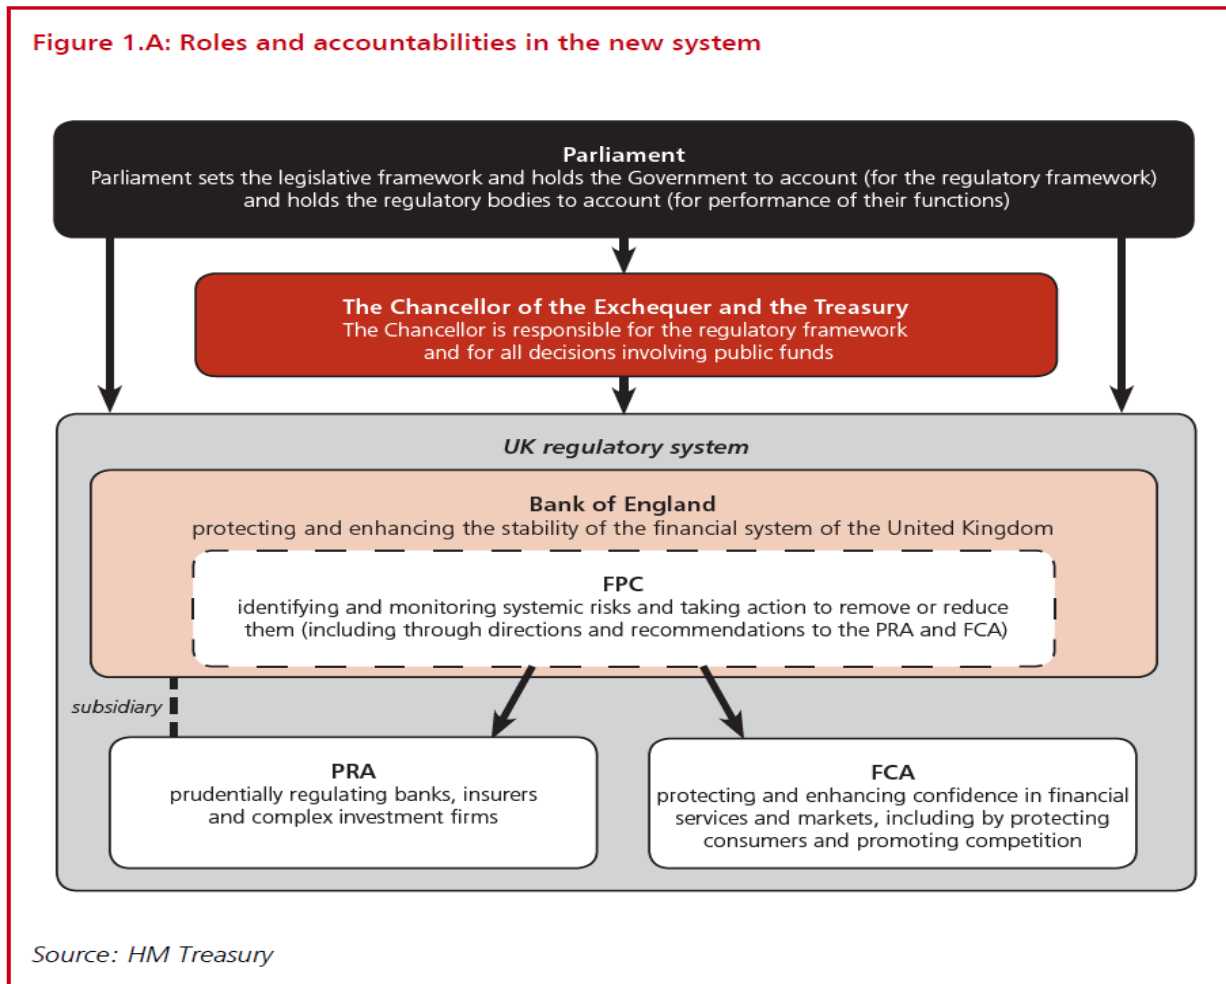 Figure 1.A: Roles and accountabilities in the new system
Parliament
Parliament sets the legislative framework and holds the Government to account (for the regulatory framework)
and holds the regulatory bodies to account (for performance of their functions)
The Chancellor of the Exchequer and the Treasury
The Chancellor is responsible for the regulatory framework
and for all decisions involving public funds
UK regulatory system
Bank of England
protecting and enhancing the stability of the financial system of the United Kingdom
FPC
identifying and monitoring systemic risks and taking action to remove or reduce
them (including through directions and recommendations to the PRA and FCA)
subsidiary
PRA
prudentially regulating banks, insurers
and complex investment firms
FCA
protecting and enhancing confidence in financial
services and markets, including by protecting
consumers and promoting competition
Source: HM Treasury